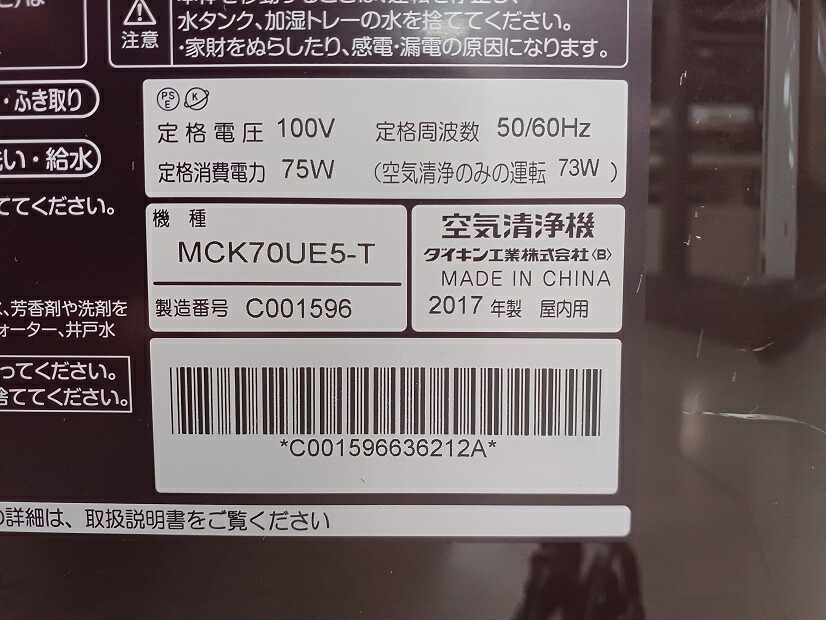 水タンク、加湿トレーの水を捨ててください。
注意
・家財をぬらしたり、感電・漏電の原因になります。
・ふき取り
い・給水
ててください。
芳香剤や洗剤を
ォーター、井戸水
ってください。
捨ててください。
PS
E
K
定格電圧 100V 定格周波数 50/60Hz
定格消費電力 75W (空気清浄のみの運転 73W )
機 種
MCK70UE5-T
製造番号 C001596
空気清浄機
ダイキン工業株式会社〈B〉
MADE IN CHINA
2017 年製 屋内用
*C001596636212A*
の詳細は、取扱説明書をご覧ください